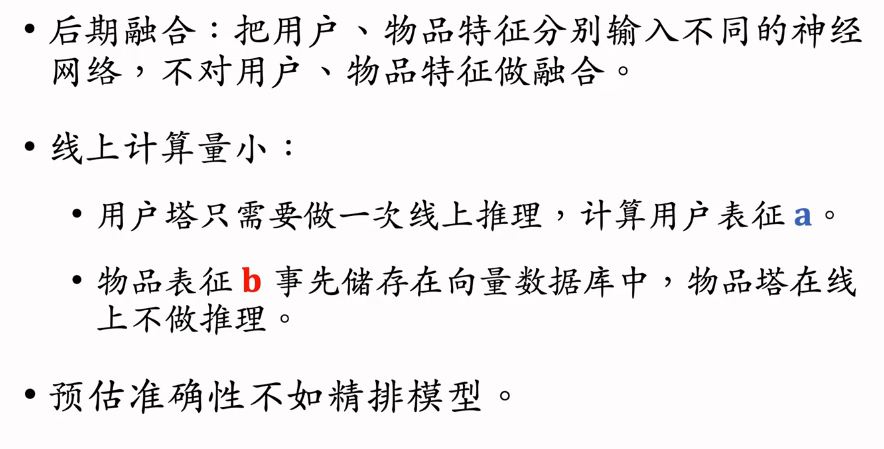 • 后期融合：把用户、物品特征分别输入不同的神经
网络，不对用户、物品特征做融合。
• 线上计算量小：
• 用户塔只需要做一次线上推理，计算用户表征 a。
• 物品表征 b 事先储存在向量数据库中，物品塔在线
上不做推理。
• 预估准确性不如精排模型。